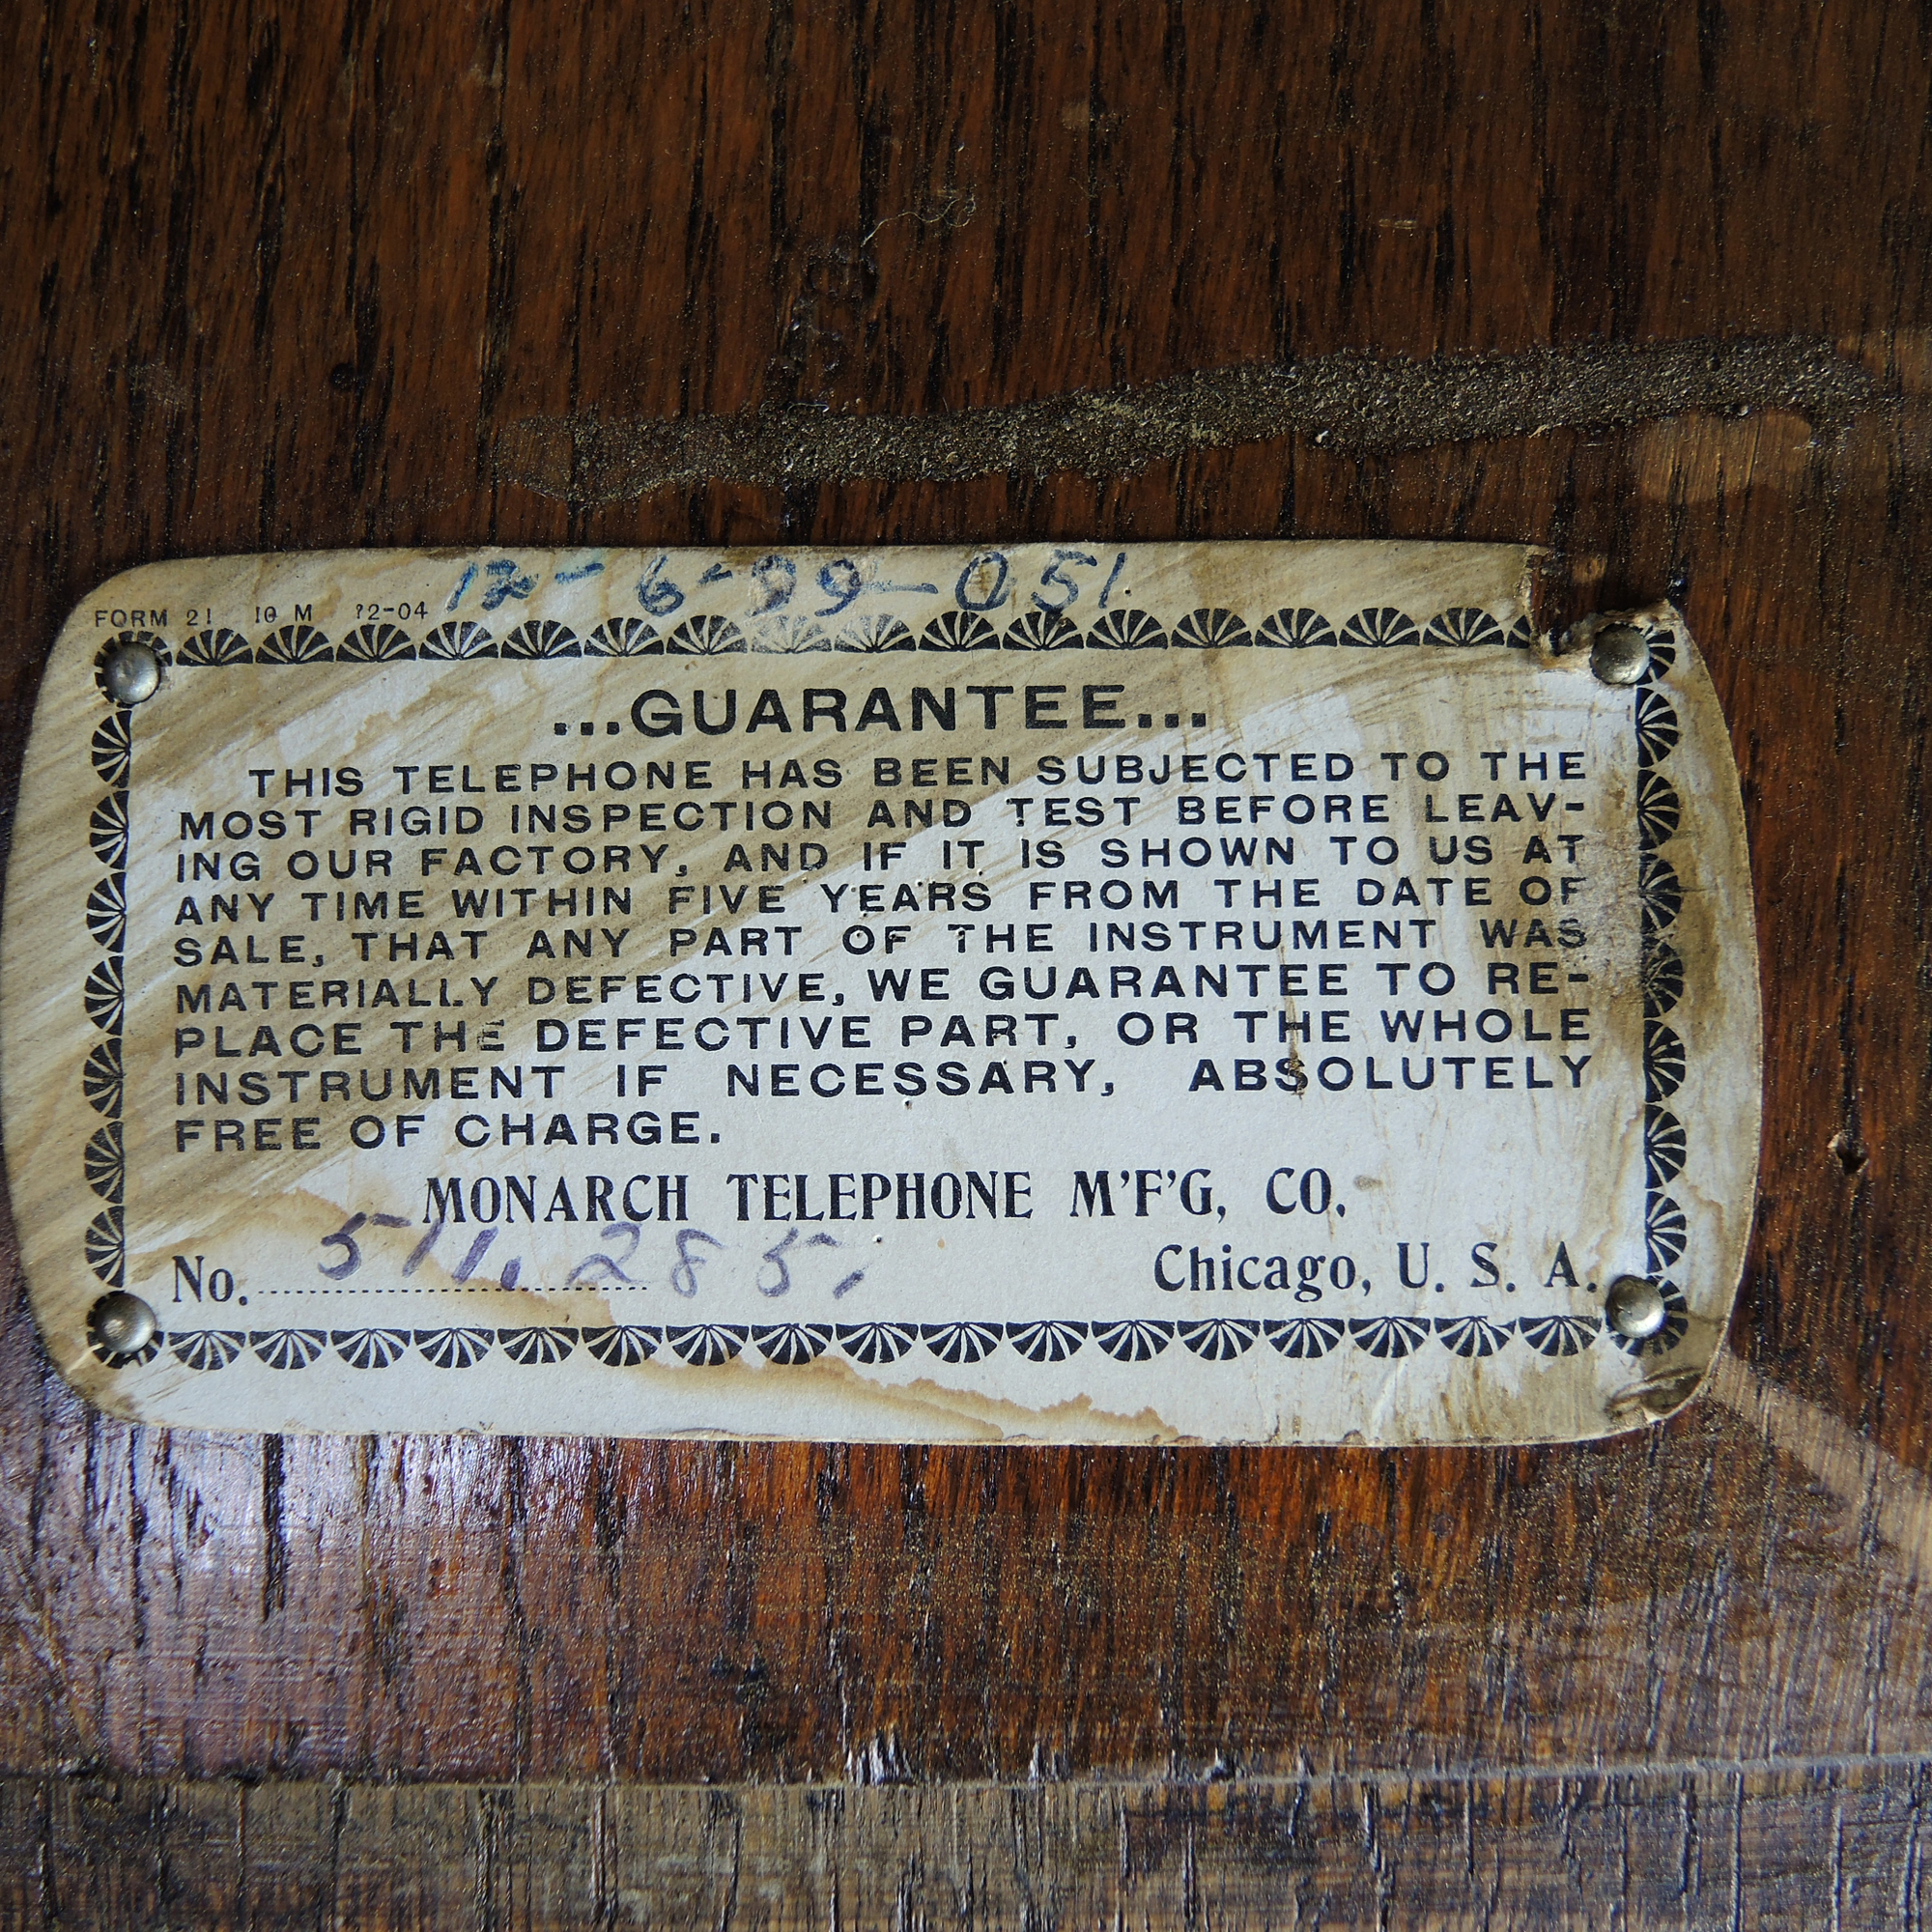 12-6-99-051
FORM 21 10 M 12-04
...GUARANTEE...
THIS TELEPHONE HAS BEEN SUBJECTED TO THE
MOST RIGID INSPECTION AND TEST BEFORE LEAV-
ING OUR FACTORY, AND IF IT IS SHOWN TO US AT
ANY TIME WITHIN FIVE YEARS FROM THE DATE OF
SALE, THAT ANY PART OF THE INSTRUMENT WAS
MATERIALLY DEFECTIVE, WE GUARANTEE TO RE-
PLACE THE DEFECTIVE PART, OR THE WHOLE
INSTRUMENT IF NECESSARY, ABSOLUTELY
FREE OF CHARGE.
MONARCH TELEPHONE M'F'G, CO.
No. 511,285, Chicago, U. S. A.